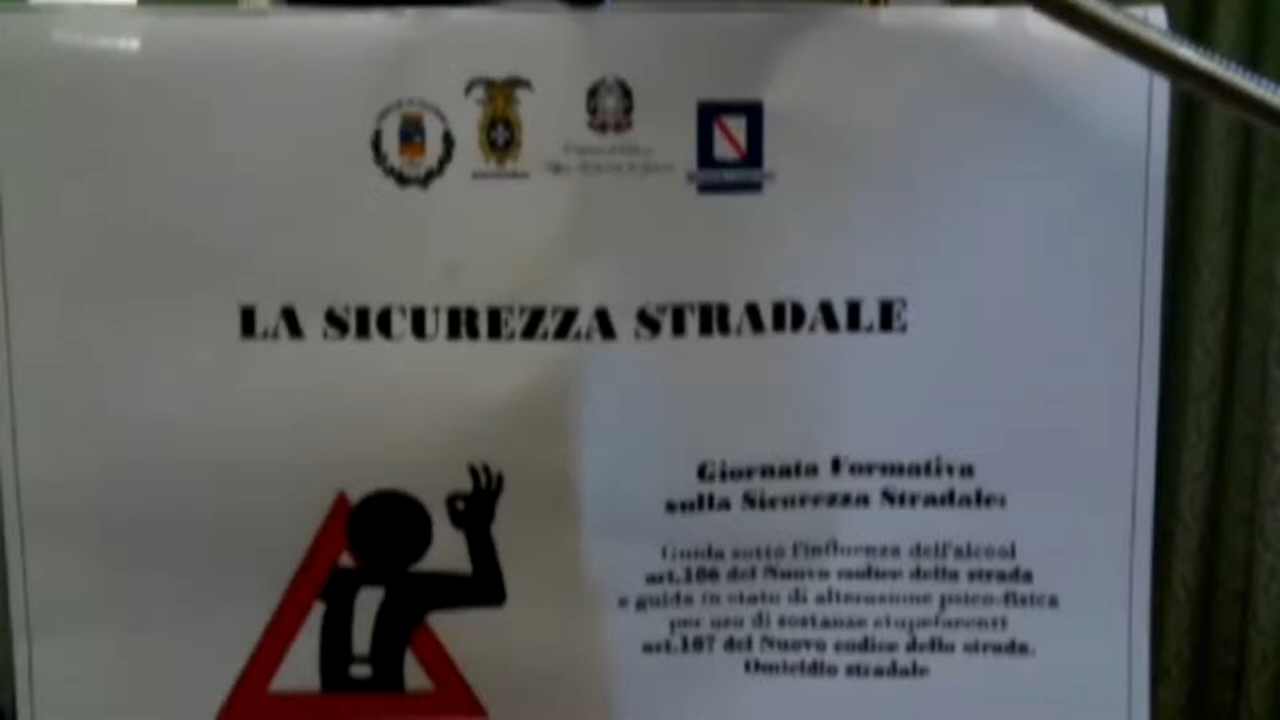 LA SICUREZZA STRADALE
Giornata Formativa
sulla Sicurezza Stradale:
Guida sotto l'influenza dell'alcool
art.186 del Nuovo codice della strada
e guida in stato di alterazione psico-fisica
per uso di sostanze stupefacenti
art.187 del Nuovo codice della strada.
Omicidio stradale